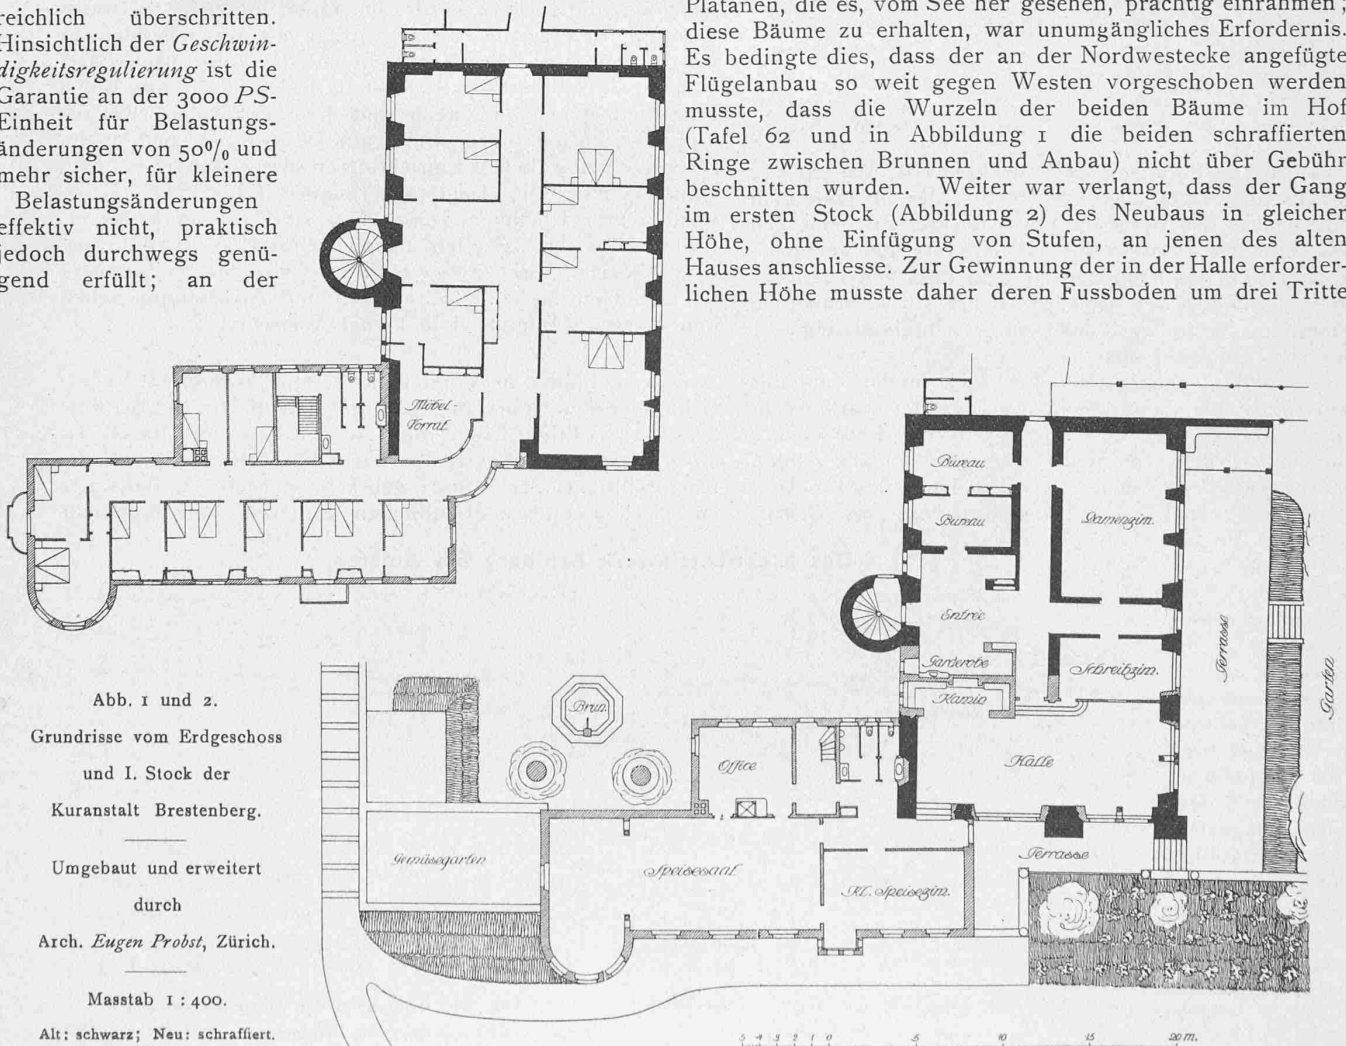 reichlich überschritten.
Hinsichtlich der Geschwin-
digkeitsregulierung ist die
Garantie an der 3000 PS-
Einheit für Belastungs-
änderungen von 50% und
mehr sicher, für kleinere
Belastungsänderungen
effektiv nicht, praktisch
jedoch durchwegs genü-
gend erfüllt; an der
Platanen, die es, vom See her gesehen, prächtig einrahmen;
diese Bäume zu erhalten, war unumgängliches Erfordernis.
Es bedingte dies, dass der an der Nordwestecke angefügte
Flügelanbau so weit gegen Westen vorgeschoben werden
musste, dass die Wurzeln der beiden Bäume im Hof
(Tafel 62 und in Abbildung 1 die beiden schraffierten
Ringe zwischen Brunnen und Anbau) nicht über Gebühr
beschnitten wurden. Weiter war verlangt, dass der Gang
im ersten Stock (Abbildung 2) des Neubaus in gleicher
Höhe, ohne Einfügung von Stufen, an jenen des alten
Hauses anschliesse. Zur Gewinnung der in der Halle erforder-
lichen Höhe musste daher deren Fussboden um drei Tritte
Möbel
Vorrat
Bureau
Bureau
Damenzim.
Entrée
Garderobe
Schreibzim.
Kamin
Terrasse
Garten
Brun.
Office
Halle
Gemüsegarten
Speisesaal
Kl. Speisezim.
Terrasse
Abb. 1 und 2.
Grundrisse vom Erdgeschoss
und I. Stock der
Kuranstalt Brestenberg.
Umgebaut und erweitert
durch
Arch. Eugen Probst, Zürich.
Masstab 1 : 400.
Alt: schwarz; Neu: schraffiert.
5 4 3 2 1 0 5 10 15 20 m.